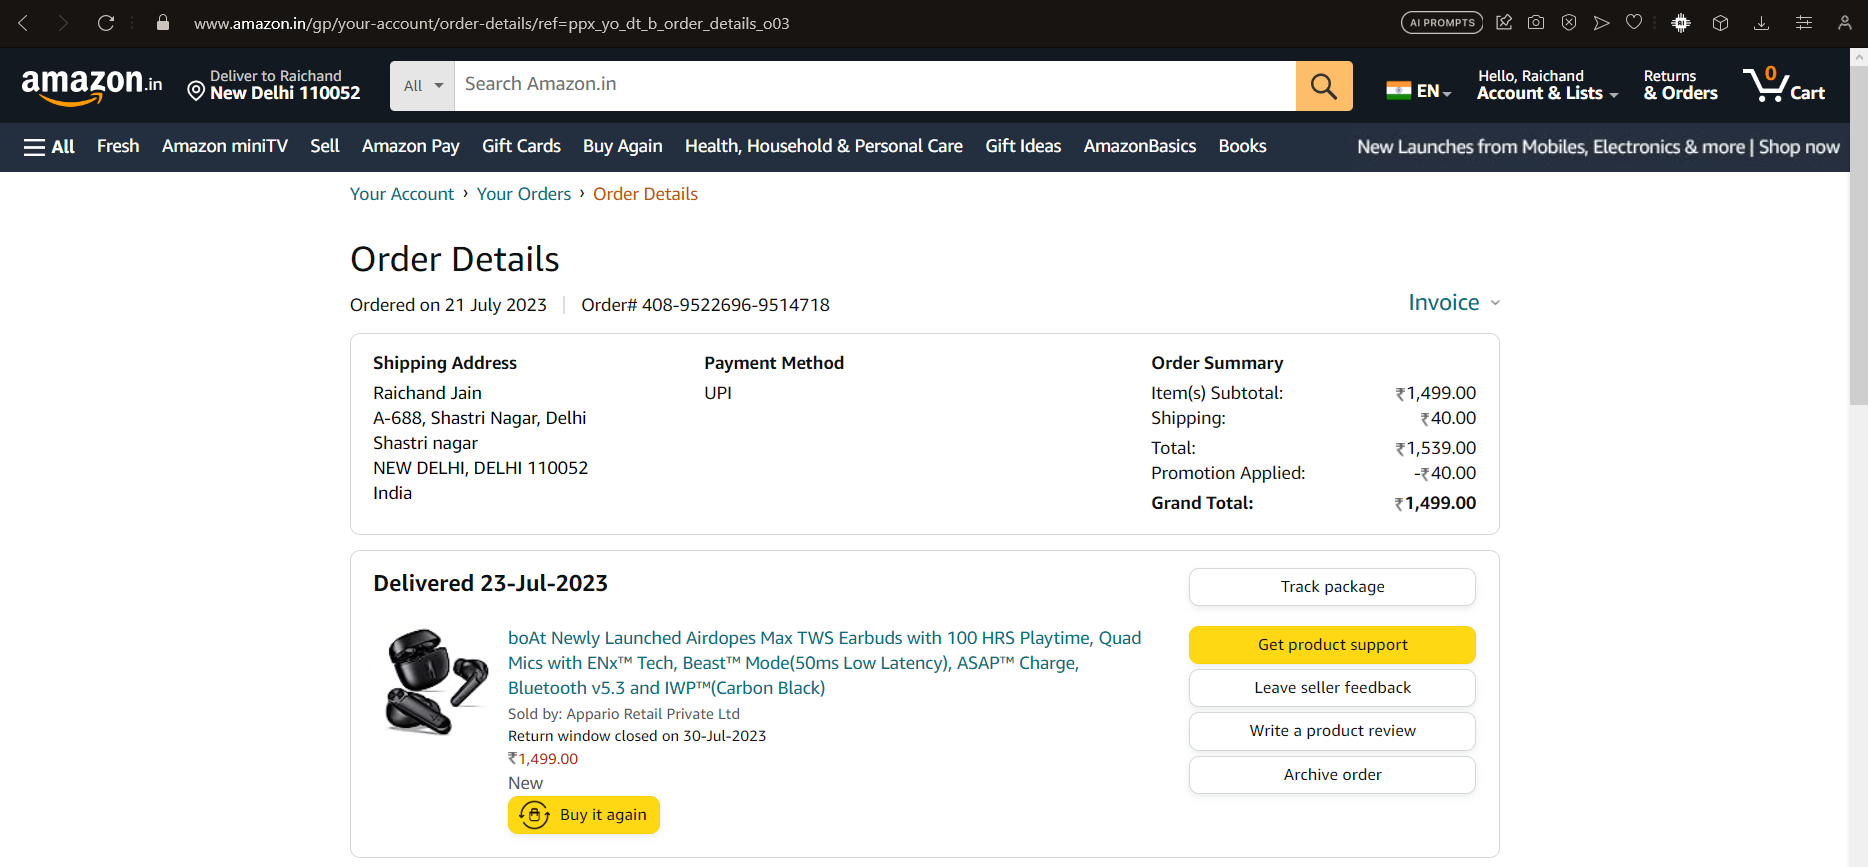 www.amazon.in/gp/your-account/order-details/ref=ppx_yo_dt_b_order_details_o03
AI PROMPTS
amazon.in
Deliver to Raichand
New Delhi 110052
All
Search Amazon.in
EN
Hello, Raichand
Account & Lists
Returns
& Orders
0
Cart
All Fresh Amazon miniTV Sell Amazon Pay Gift Cards Buy Again Health, Household & Personal Care Gift Ideas AmazonBasics Books New Launches from Mobiles, Electronics & more | Shop now
Your Account › Your Orders › Order Details
Order Details
Ordered on 21 July 2023 | Order# 408-9522696-9514718
Invoice
Shipping Address
Raichand Jain
A-688, Shastri Nagar, Delhi
Shastri nagar
NEW DELHI, DELHI 110052
India
Payment Method
UPI
Order Summary
Item(s) Subtotal: ₹1,499.00
Shipping: ₹40.00
Total: ₹1,539.00
Promotion Applied: -₹40.00
Grand Total: ₹1,499.00
Delivered 23-Jul-2023
boAt Newly Launched Airdopes Max TWS Earbuds with 100 HRS Playtime, Quad
Mics with ENx™ Tech, Beast™ Mode(50ms Low Latency), ASAP™ Charge,
Bluetooth v5.3 and IWP™(Carbon Black)
Sold by: Appario Retail Private Ltd
Return window closed on 30-Jul-2023
₹1,499.00
New
Buy it again
Track package
Get product support
Leave seller feedback
Write a product review
Archive order